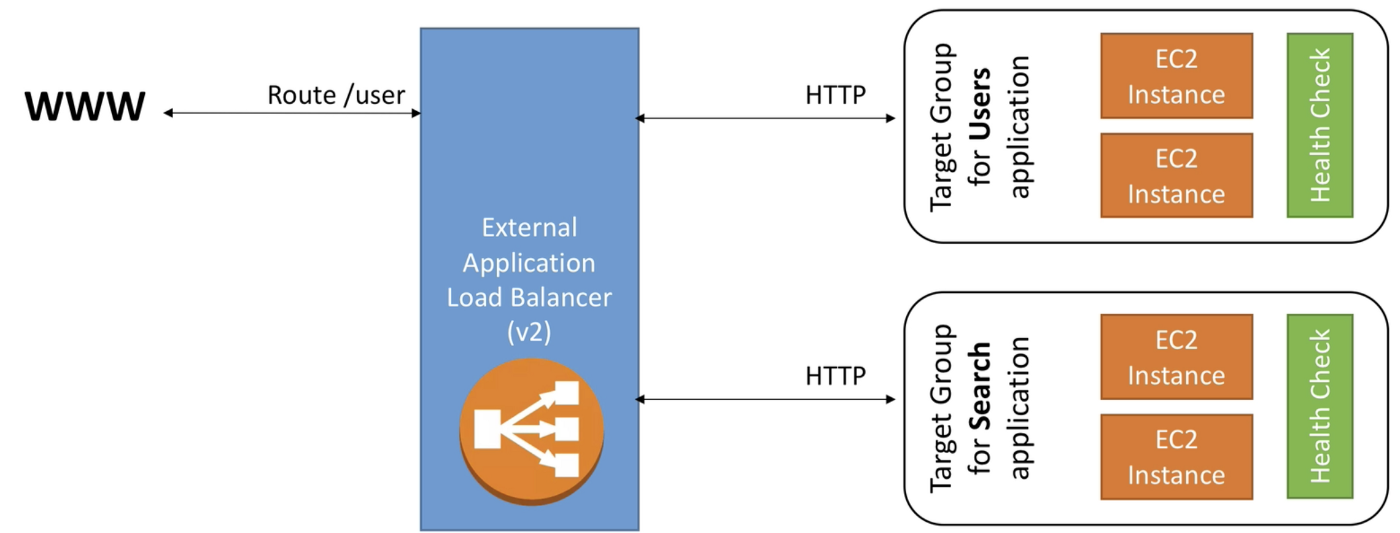 WWW
Route /user
External
Application
Load Balancer
(v2)
HTTP
Target Group
for Users
application
EC2
Instance
EC2
Instance
Health Check
HTTP
Target Group
for Search
application
EC2
Instance
EC2
Instance
Health Check